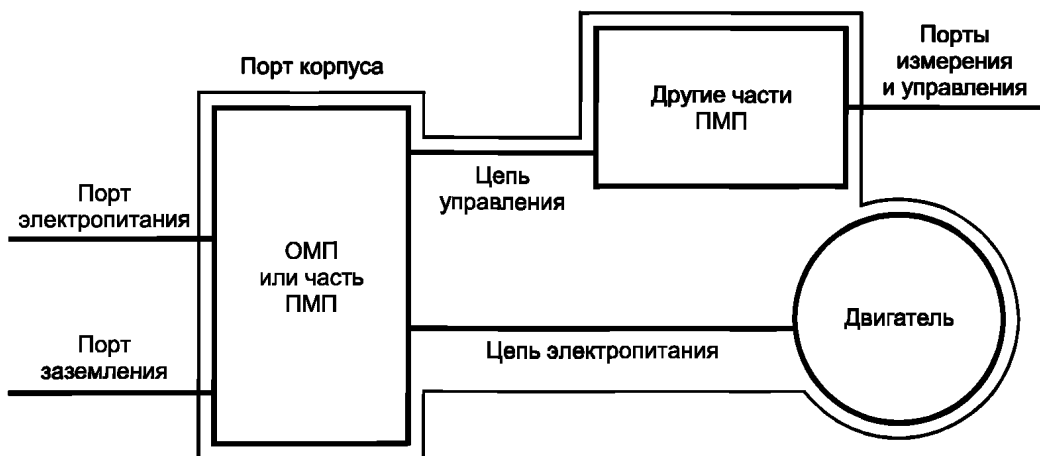 Порты
измерения
и управления
Порт корпуса
Другие части
ПМП
Цепь
управления
Порт
электропитания
ОМП
или часть
ПМП
Двигатель
Порт
заземления
Цепь электропитания